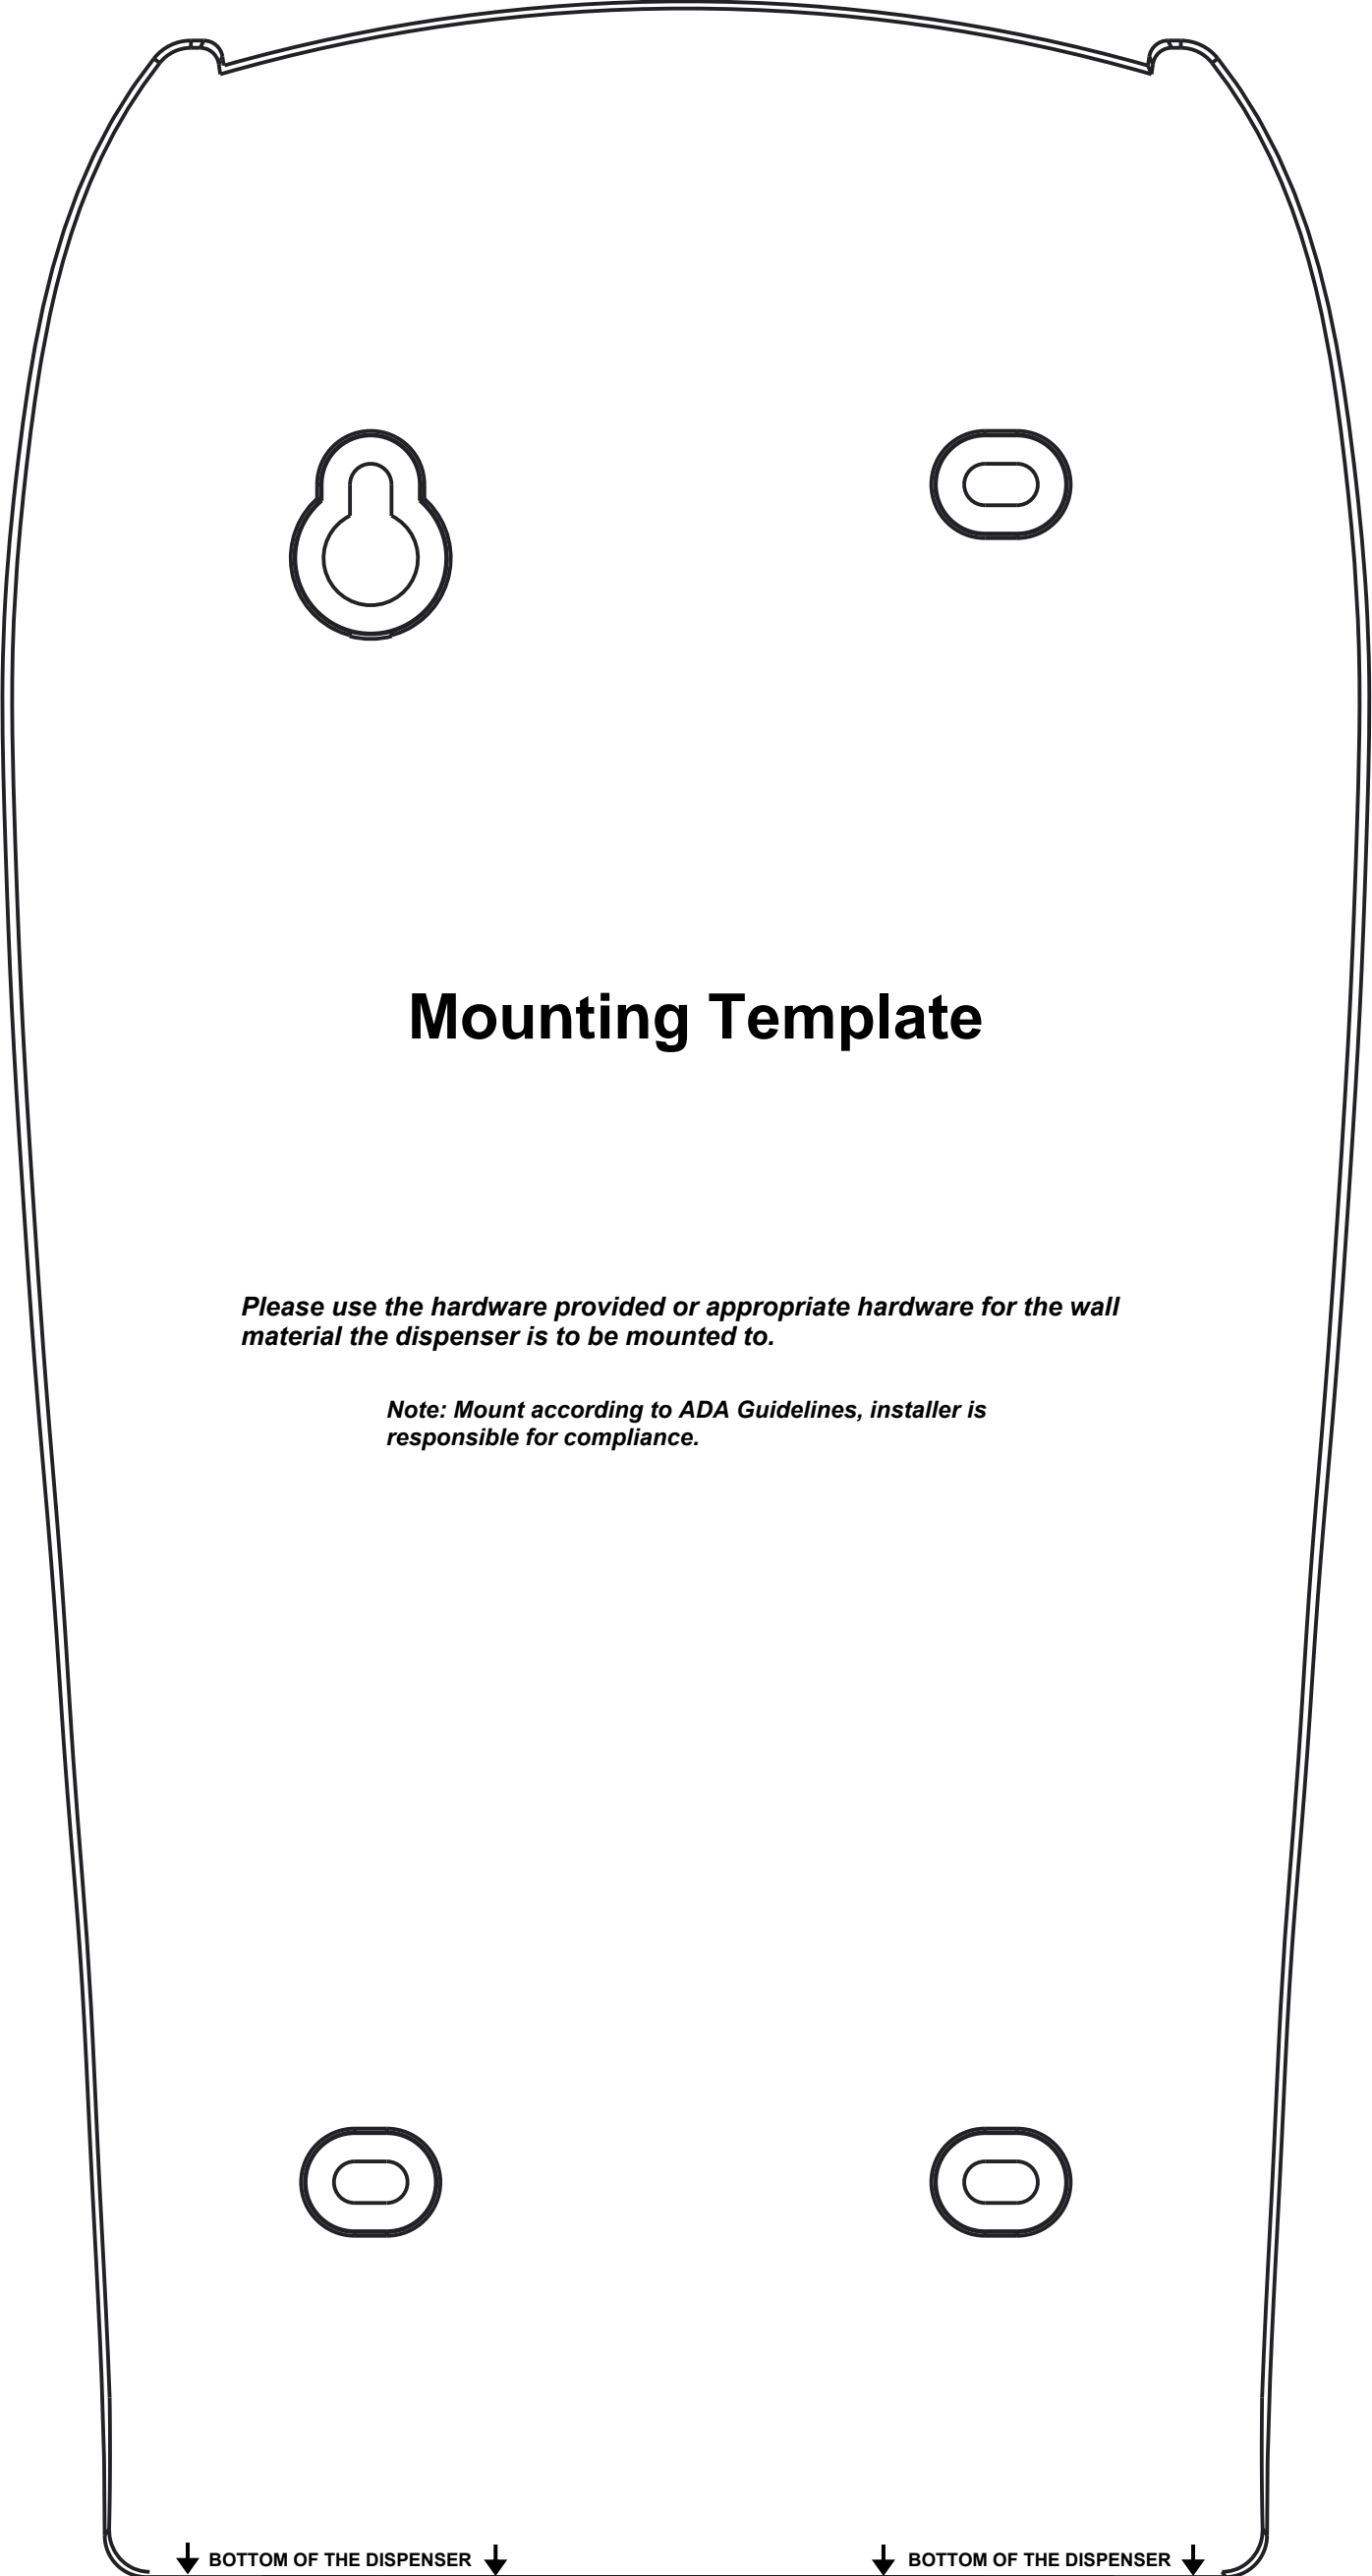 Mounting Template
Please use the hardware provided or appropriate hardware for the wall
material the dispenser is to be mounted to.
Note: Mount according to ADA Guidelines, installer is
responsible for compliance.
BOTTOM OF THE DISPENSER
BOTTOM OF THE DISPENSER